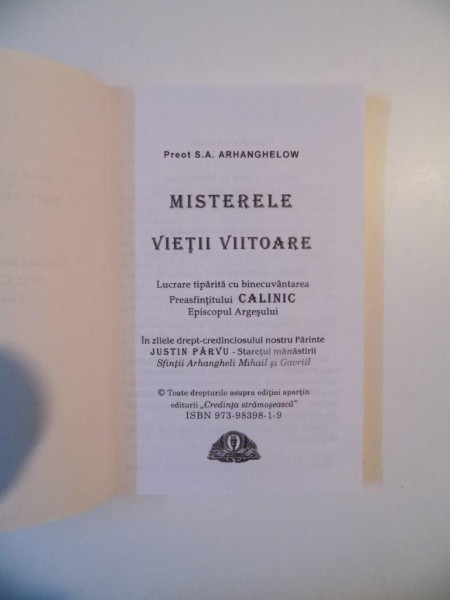 Preot S.A. ARHANGHELOW
MISTERELE
VIEŢII VIITOARE
Lucrare tipărită cu binecuvântarea
Preasfinţitului CALINIC
Episcopul Argeşului
În zilele drept-credinciosului nostru Părinte
JUSTIN PÂRVU - Stareţul mănăstirii
Sfinţii Arhangheli Mihail şi Gavriil
© Toate drepturile asupra ediţiei aparţin
editurii „Credinţa strămoşească”
ISBN 973-98398-1-9